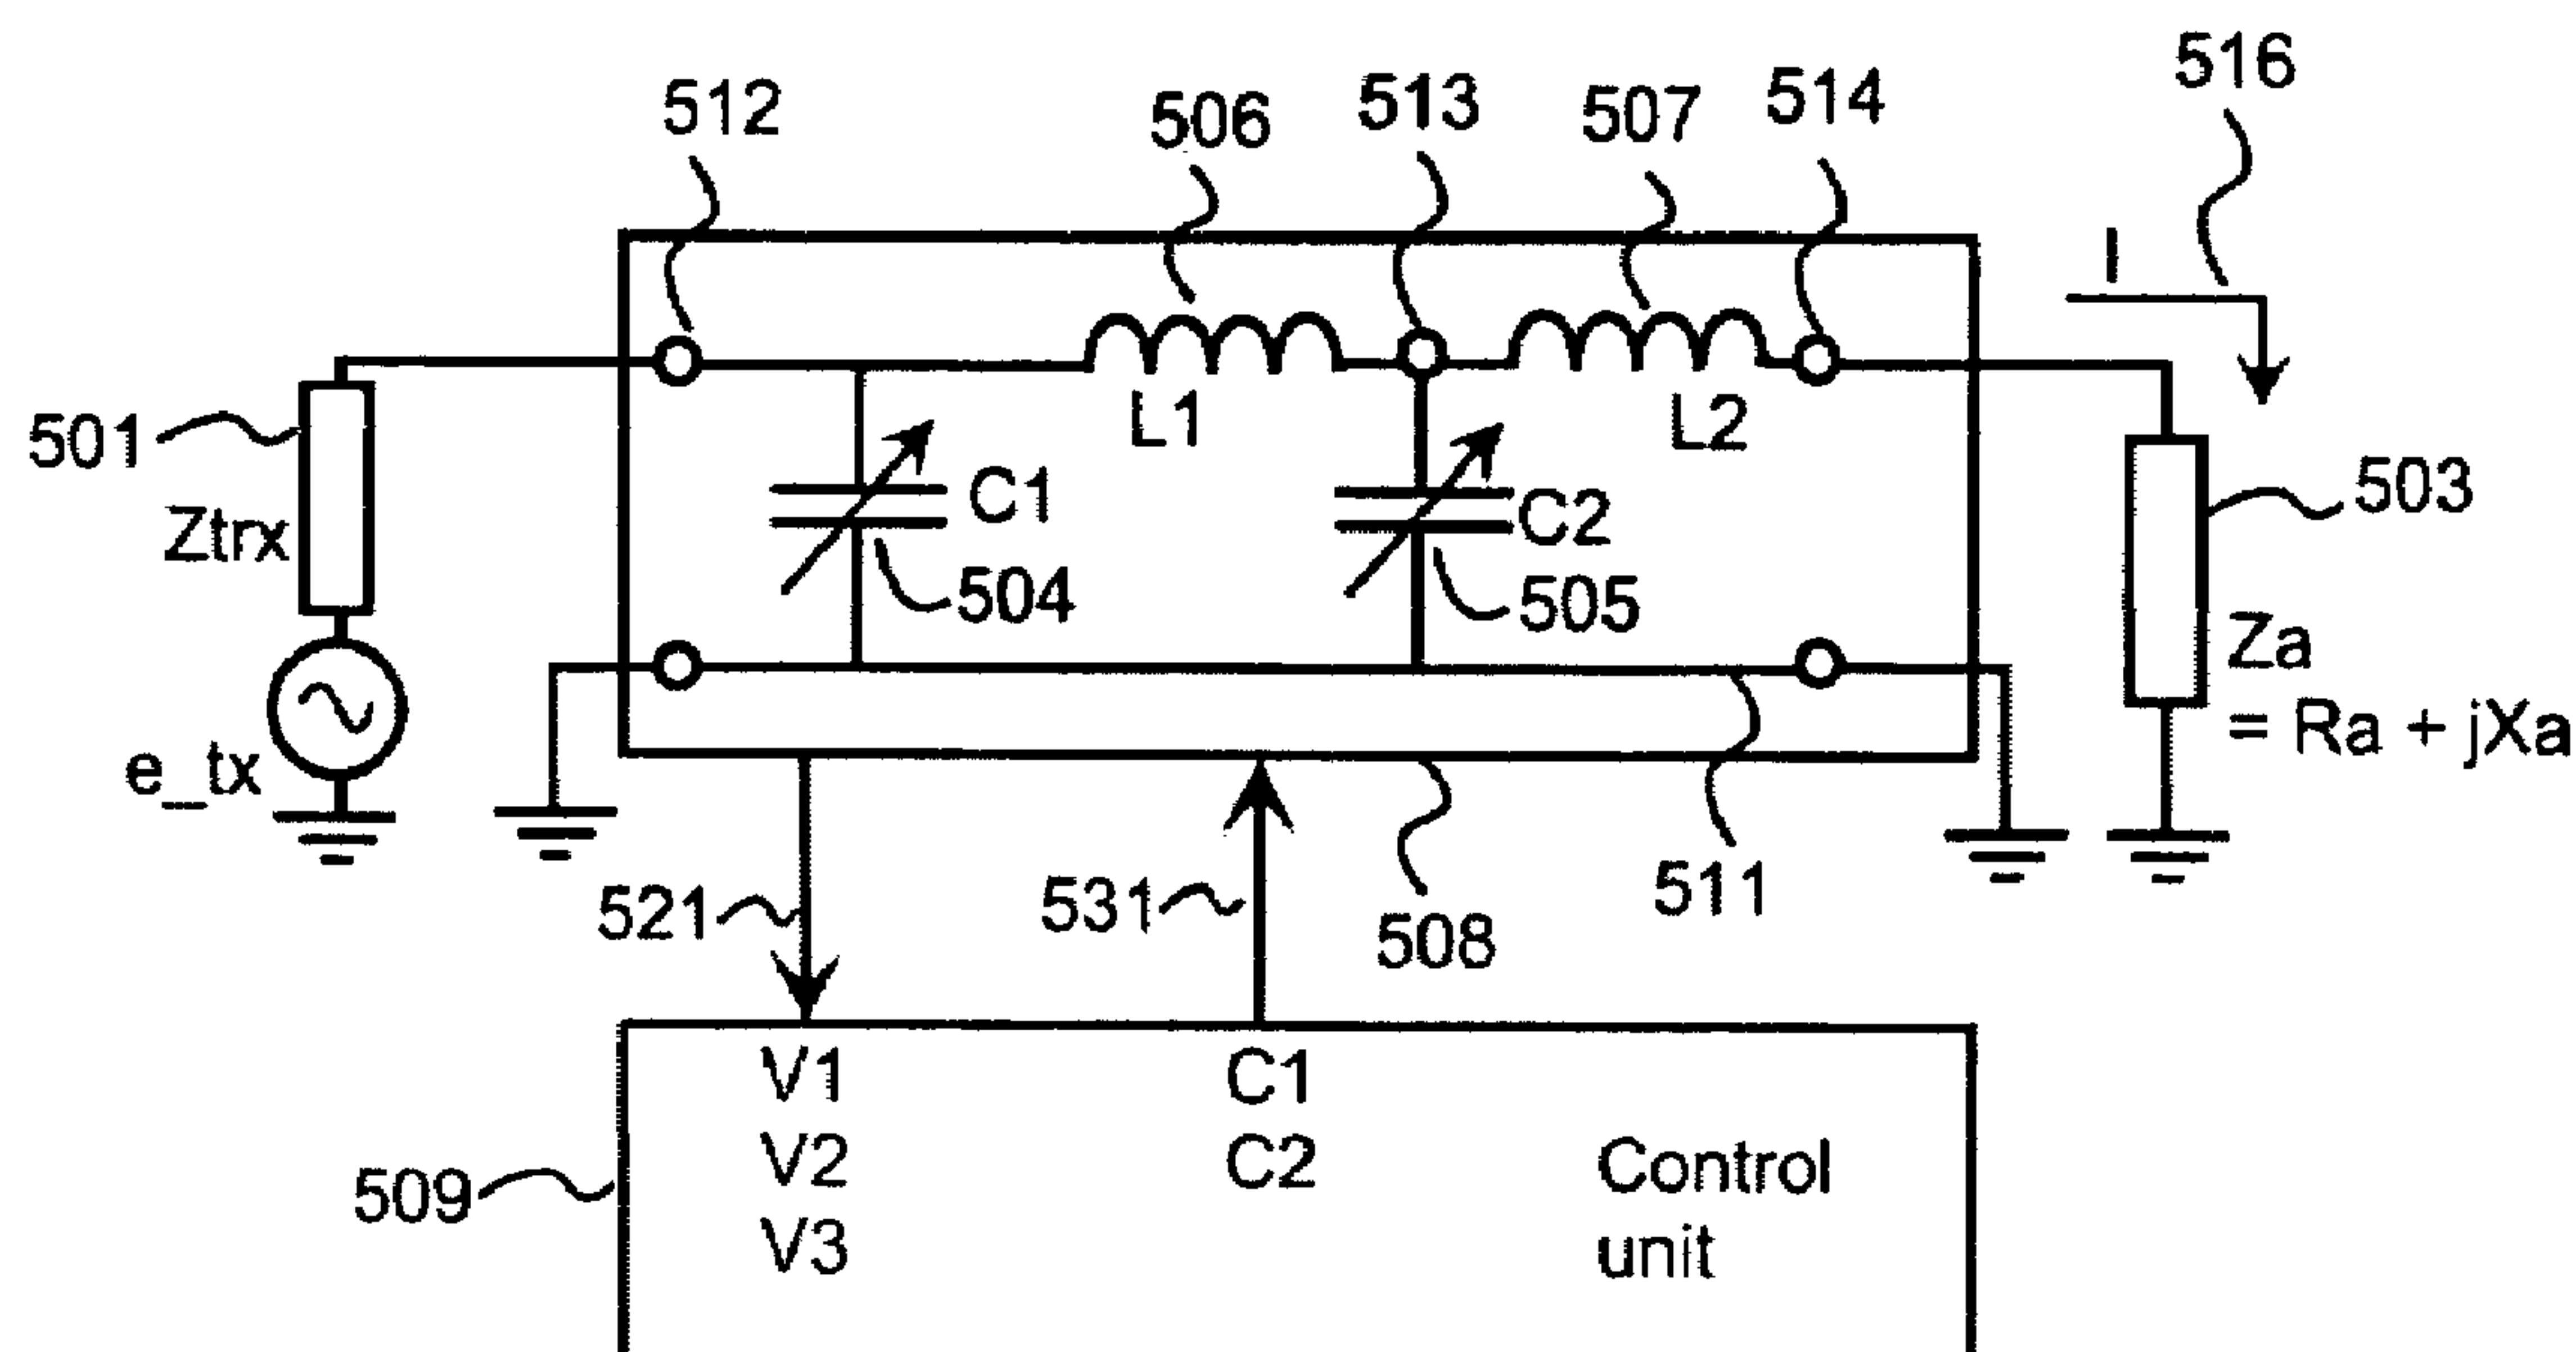 516
512
506
513
507
514
I
L1
L2
501
Ztrx
C1
504
C2
505
503
Za
= Ra + jXa
e_tx
521
531
508
511
509
V1
C1
V2
C2
Control
V3
unit